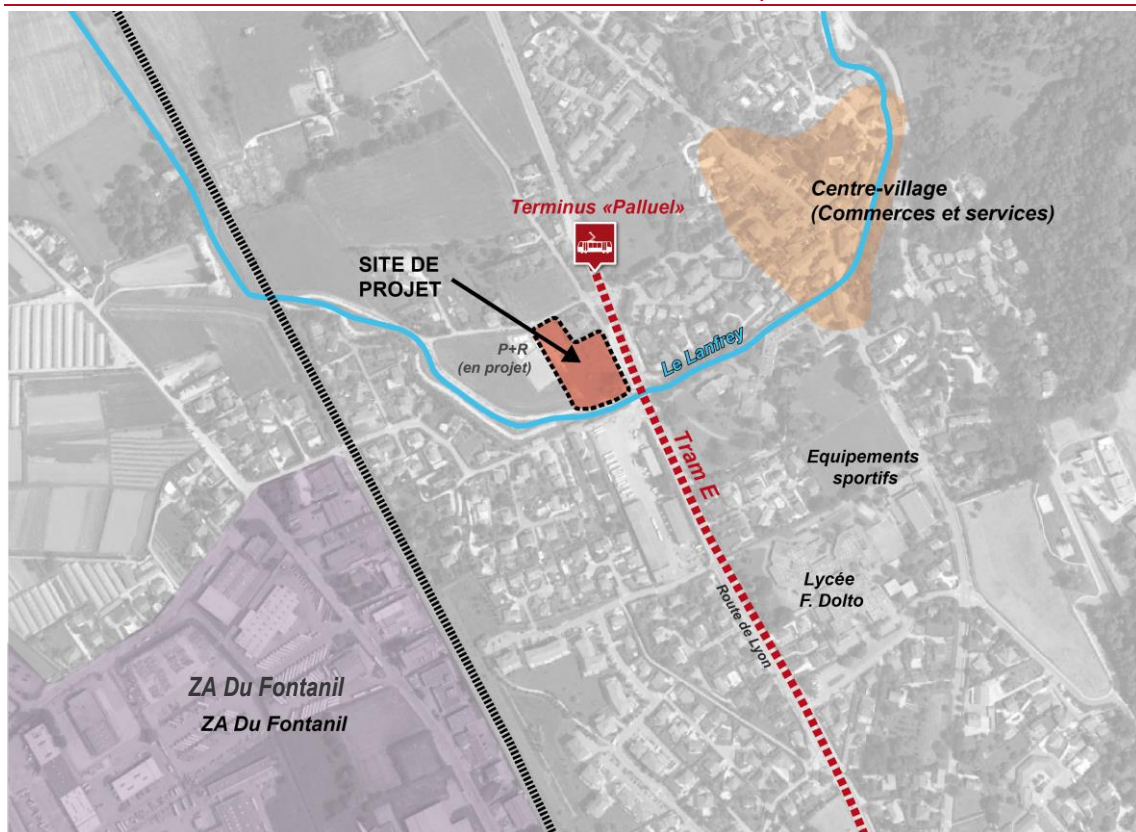 Centre-village
(Commerces et services)
Terminus «Palluel»
SITE DE
PROJET
P+R
(en projet)
Le Lanfrey
Tram E
Equipements
sportifs
Lycée
F. Dolto
Route de Lyon
ZA Du Fontanil
ZA Du Fontanil